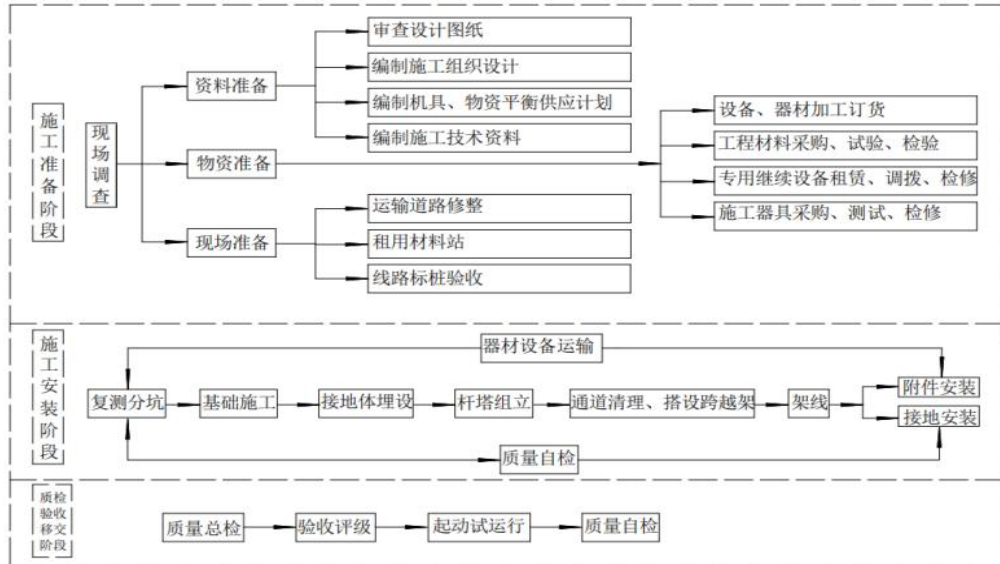 施工准备阶段
现场调查
资料准备
审查设计图纸
编制施工组织设计
编制机具、物资平衡供应计划
编制施工技术资料
物资准备
设备、器材加工订货
工程材料采购、试验、检验
专用继续设备租赁、调拨、检修
施工器具采购、测试、检修
现场准备
运输道路修整
租用材料站
线路标桩验收
施工安装阶段
器材设备运输
复测分坑
基础施工
接地体埋设
杆塔组立
通道清理、搭设跨越架
架线
附件安装
接地安装
质量自检
质检
验收
移交
阶段
质量总检
验收评级
起动试运行
质量自检